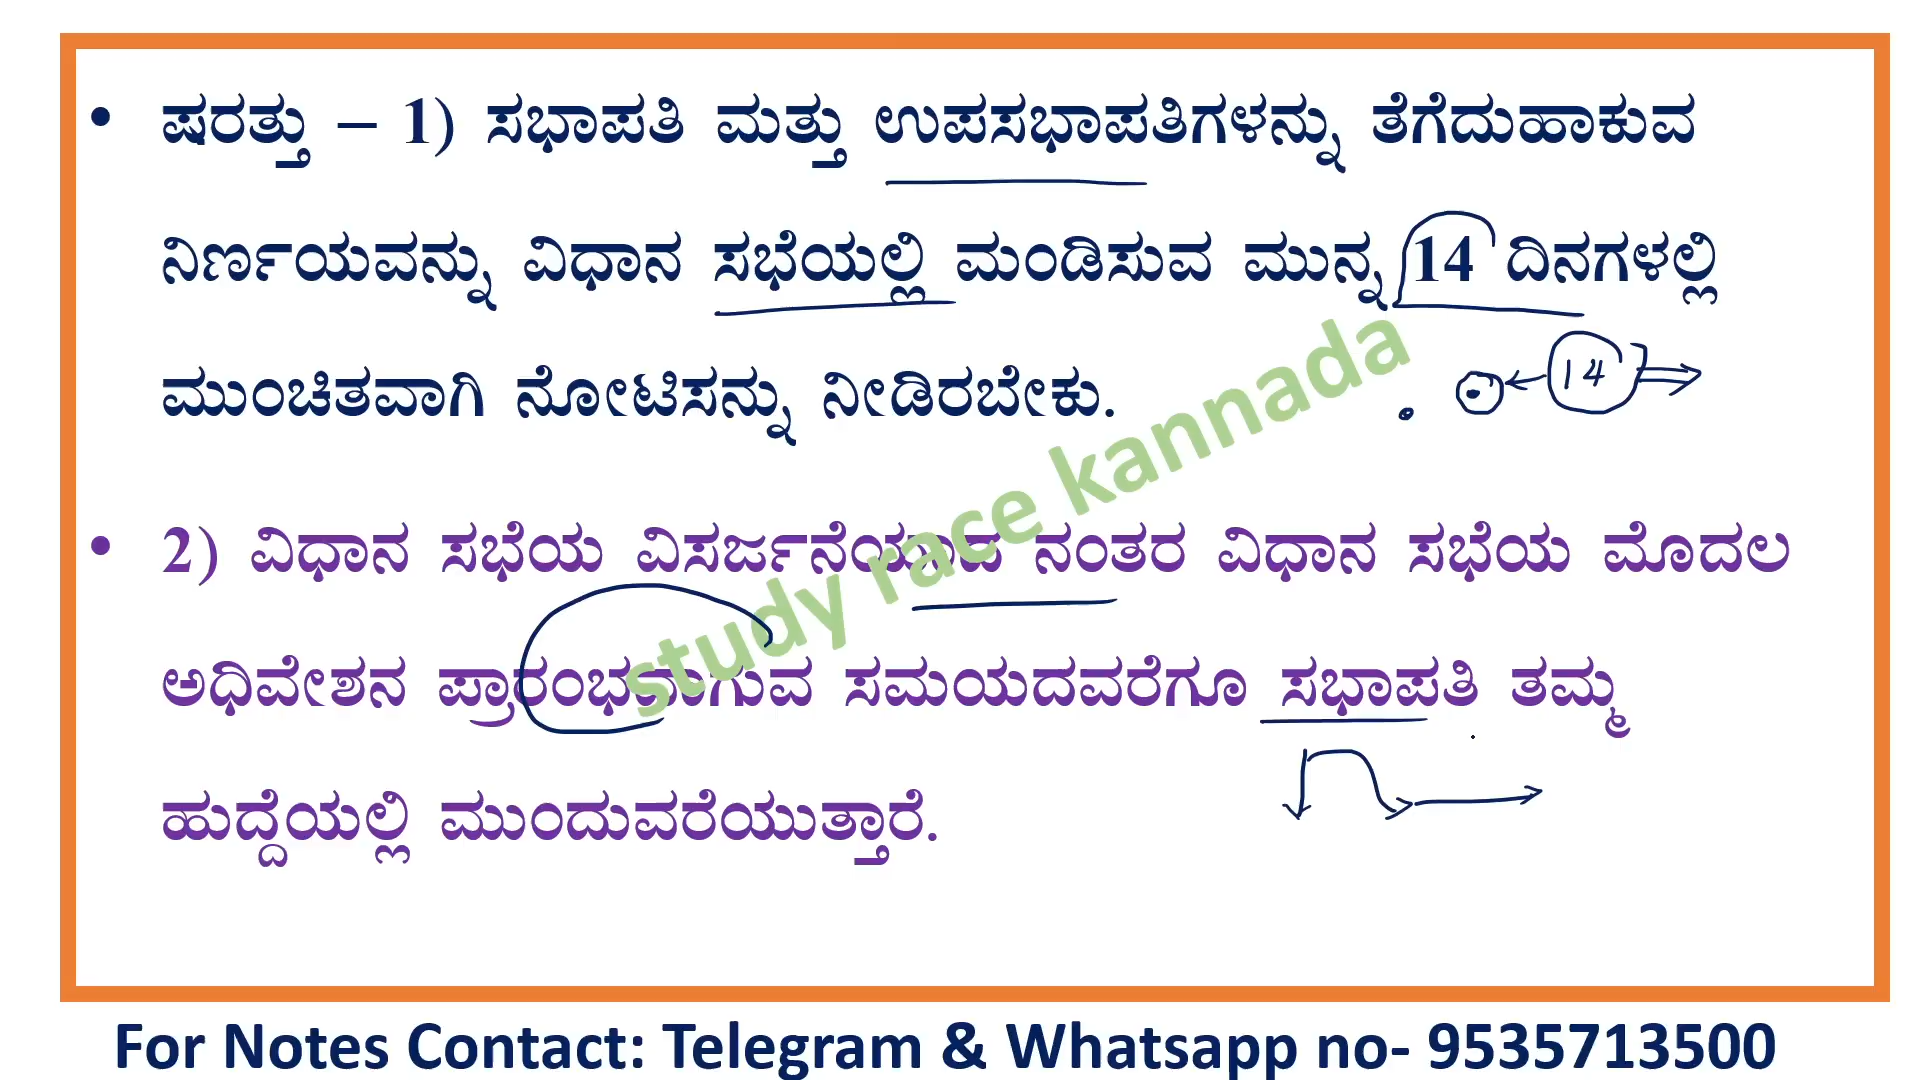 • ಷರತ್ತು – 1) ಸಭಾಪತಿ ಮತ್ತು ಉಪಸಭಾಪತಿಗಳನ್ನು ತೆಗೆದುಹಾಕುವ
ನಿರ್ಣಯವನ್ನು ವಿಧಾನ ಸಭೆಯಲ್ಲಿ ಮಂಡಿಸುವ ಮುನ್ನ 14 ದಿನಗಳಲ್ಲಿ
ಮುಂಚಿತವಾಗಿ ನೋಟಿಸನ್ನು ನೀಡಿರಬೇಕು.
14
• 2) ವಿಧಾನ ಸಭೆಯ ವಿಸರ್ಜನೆಯಾದ ನಂತರ ವಿಧಾನ ಸಭೆಯ ಮೊದಲ
ಅಧಿವೇಶನ ಪ್ರಾರಂಭವಾಗುವ ಸಮಯದವರೆಗೂ ಸಭಾಪತಿ ತಮ್ಮ
ಹುದ್ದೆಯಲ್ಲಿ ಮುಂದುವರೆಯುತ್ತಾರೆ.
study race kannada
For Notes Contact: Telegram & Whatsapp no- 9535713500